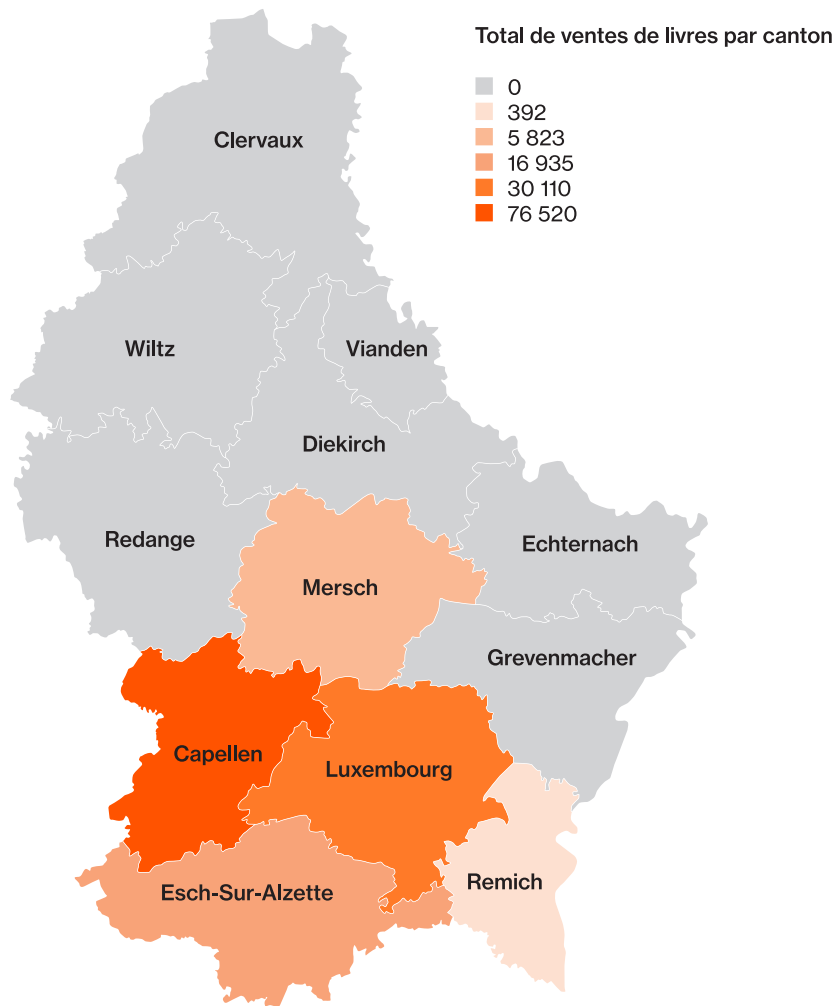 Total de ventes de livres par canton
0
392
5 823
16 935
30 110
76 520
Clervaux
Wiltz
Vianden
Diekirch
Redange
Echternach
Mersch
Grevenmacher
Capellen
Luxembourg
Remich
Esch-Sur-Alzette